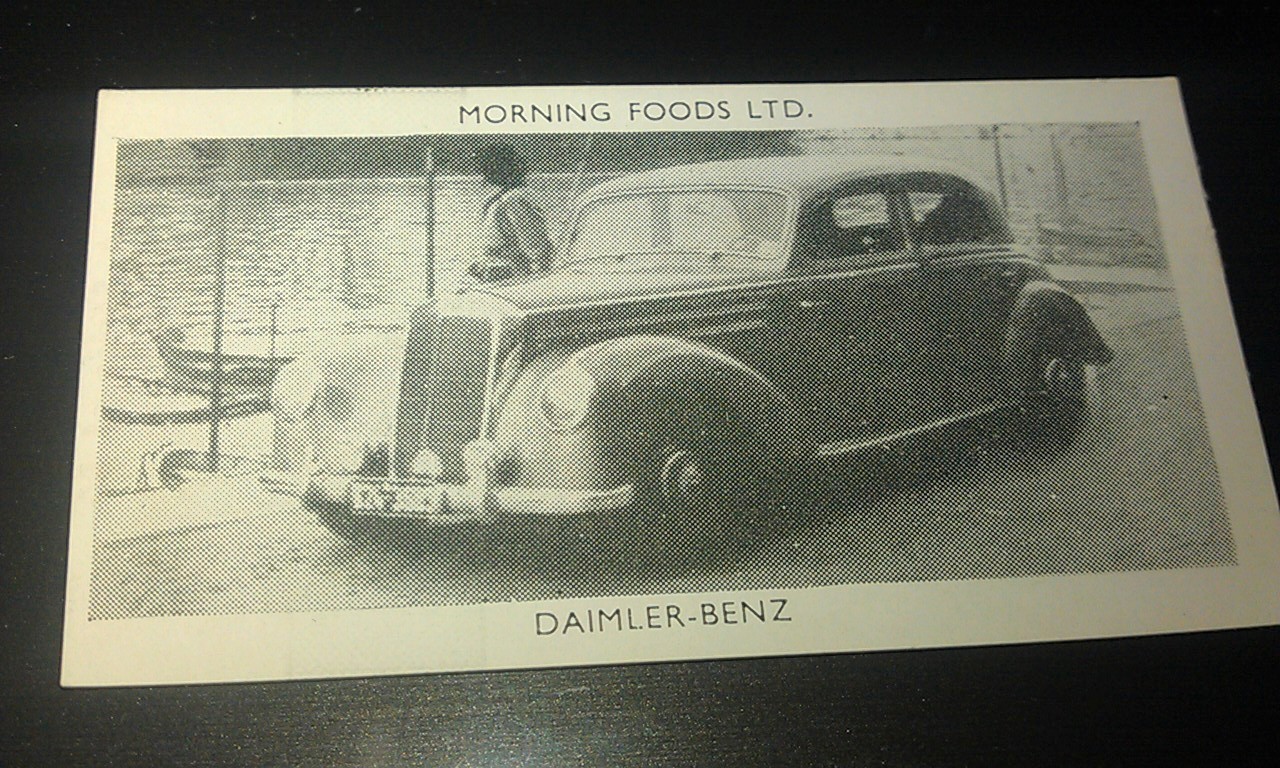 MORNING FOODS LTD.
DAIMLER-BENZ